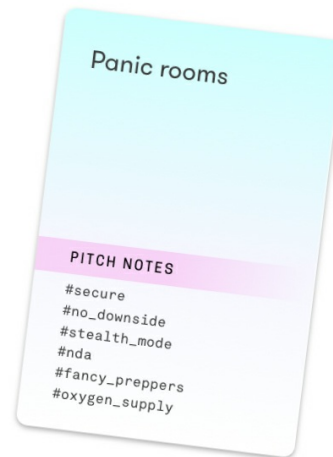 Panic rooms
PITCH NOTES
#secure
#no_downside
#stealth_mode
#nda
#fancy_preppers
#oxygen_supply